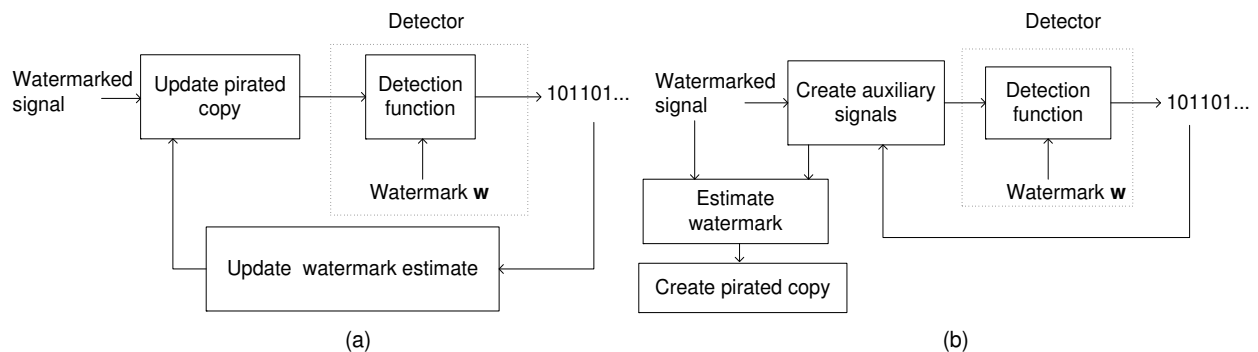 Detector
Watermarked
signal
Update pirated
copy
Detection
function
101101...
Watermark w
Update watermark estimate
(a)
Detector
Watermarked
signal
Create auxiliary
signals
Detection
function
101101...
Watermark w
Estimate
watermark
Create pirated copy
(b)